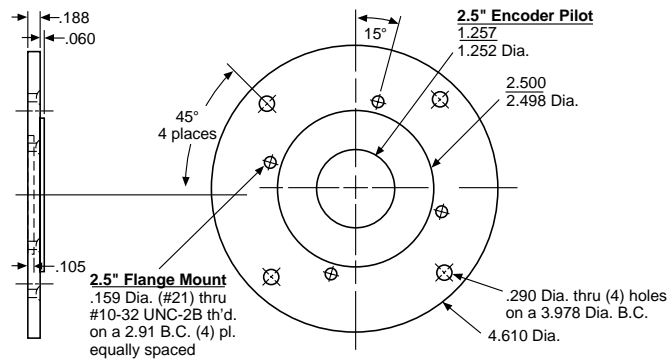 .188
.060
15°
2.5" Encoder Pilot
1.257
1.252 Dia.
2.500
2.498 Dia.
45°
4 places
.105
2.5" Flange Mount
.159 Dia. (#21) thru
#10-32 UNC-2B th'd.
on a 2.91 B.C. (4) pl.
equally spaced
.290 Dia. thru (4) holes
on a 3.978 Dia. B.C.
4.610 Dia.